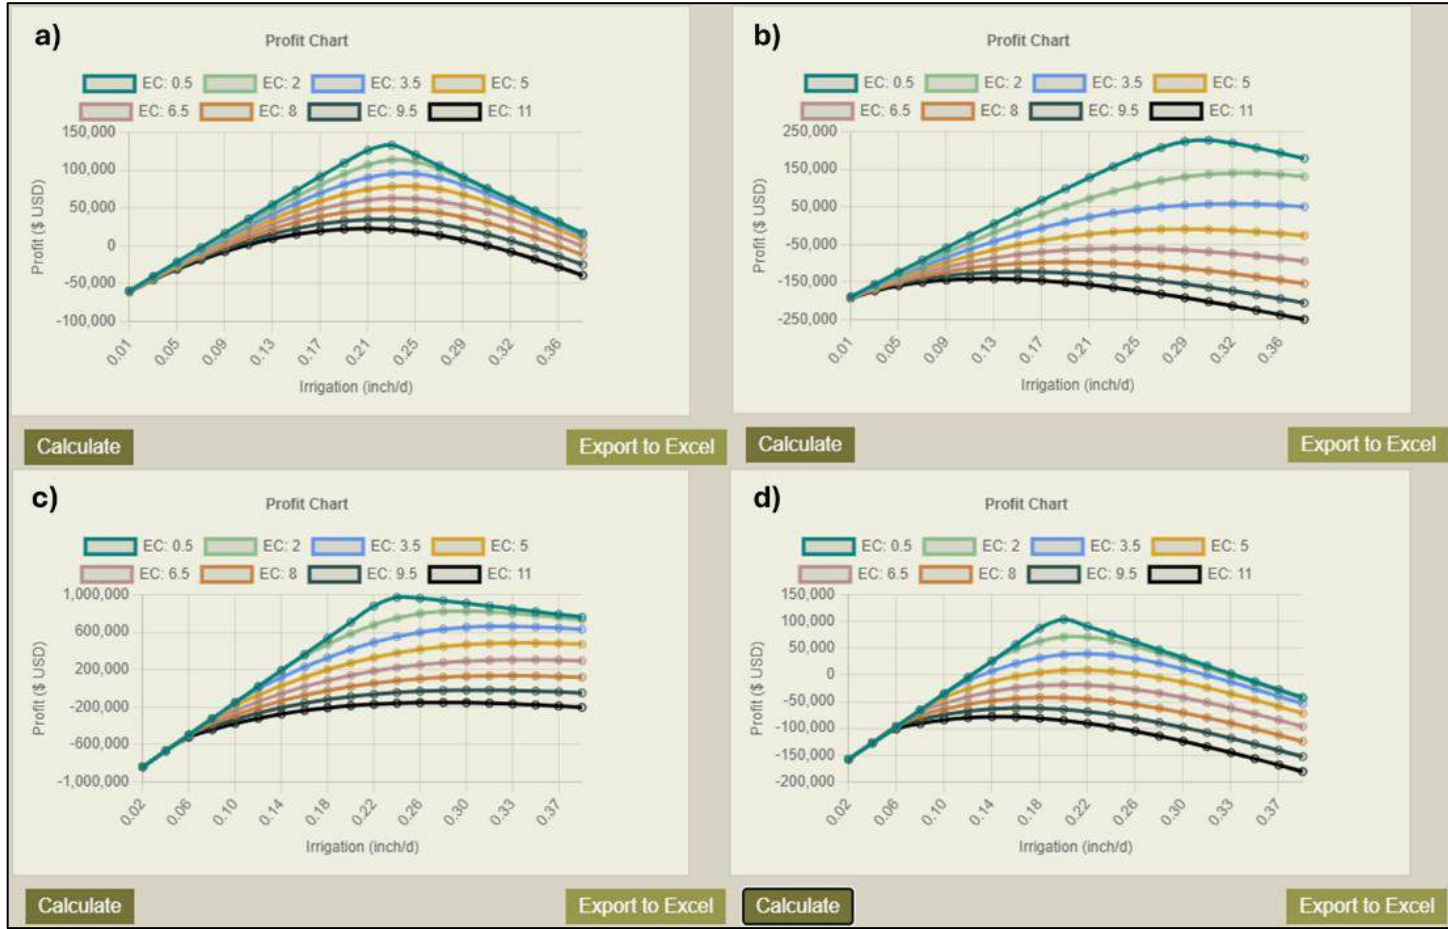 a)
Profit Chart
EC: 0.5 EC: 2 EC: 3.5 EC: 5
EC: 6.5 EC: 8 EC: 9.5 EC: 11
150,000
100,000
50,000
0
-50,000
-100,000
Profit ($ USD)
0.01 0.05 0.09 0.13 0.17 0.21 0.25 0.29 0.32 0.36
Irrigation (inch/d)
Calculate Export to Excel
b)
Profit Chart
EC: 0.5 EC: 2 EC: 3.5 EC: 5
EC: 6.5 EC: 8 EC: 9.5 EC: 11
250,000
150,000
50,000
-50,000
-150,000
-250,000
Profit ($ USD)
0.01 0.05 0.09 0.13 0.17 0.21 0.25 0.29 0.32 0.36
Irrigation (inch/d)
Calculate Export to Excel
c)
Profit Chart
EC: 0.5 EC: 2 EC: 3.5 EC: 5
EC: 6.5 EC: 8 EC: 9.5 EC: 11
1,000,000
600,000
200,000
-200,000
-600,000
-1,000,000
Profit ($ USD)
0.02 0.06 0.10 0.14 0.18 0.22 0.26 0.30 0.33 0.37
Irrigation (inch/d)
Calculate Export to Excel
d)
Profit Chart
EC: 0.5 EC: 2 EC: 3.5 EC: 5
EC: 6.5 EC: 8 EC: 9.5 EC: 11
150,000
100,000
50,000
0
-50,000
-100,000
-150,000
-200,000
Profit ($ USD)
0.02 0.06 0.10 0.14 0.18 0.22 0.26 0.30 0.33 0.37
Irrigation (inch/d)
Calculate Export to Excel